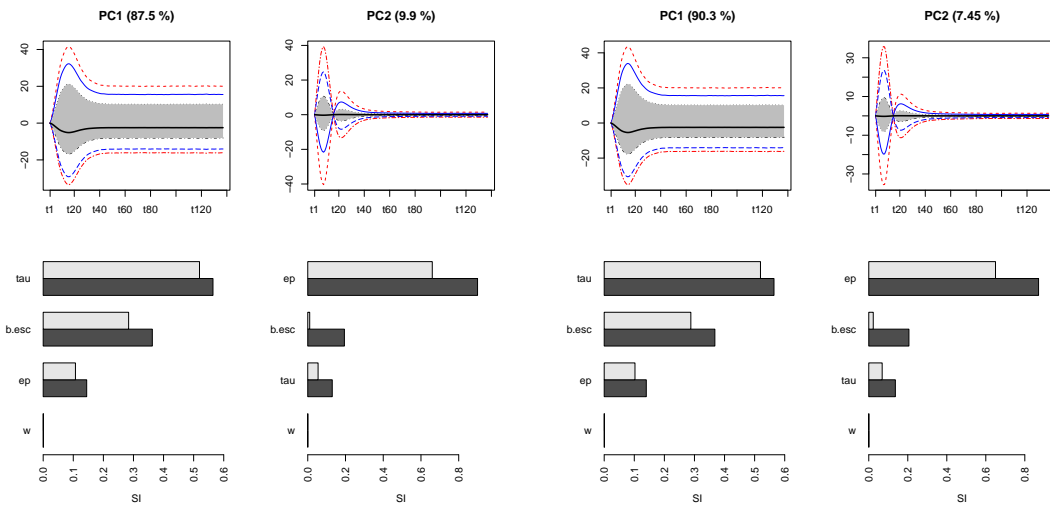 PC1 (87.5 %)
PC2 (9.9 %)
PC1 (90.3 %)
PC2 (7.45 %)
40
20
0
−20
t1 t20 t40 t60 t80 t120
40
20
0
−20
−40
t1 t20 t40 t60 t80 t120
40
20
0
−20
t1 t20 t40 t60 t80 t120
30
10
−10
−30
t1 t20 t40 t60 t80 t120
tau
b.esc
ep
w
0.0 0.1 0.2 0.3 0.4 0.5 0.6
SI
ep
b.esc
tau
w
0.0 0.2 0.4 0.6 0.8
SI
tau
b.esc
ep
w
0.0 0.1 0.2 0.3 0.4 0.5 0.6
SI
ep
b.esc
tau
w
0.0 0.2 0.4 0.6 0.8
SI